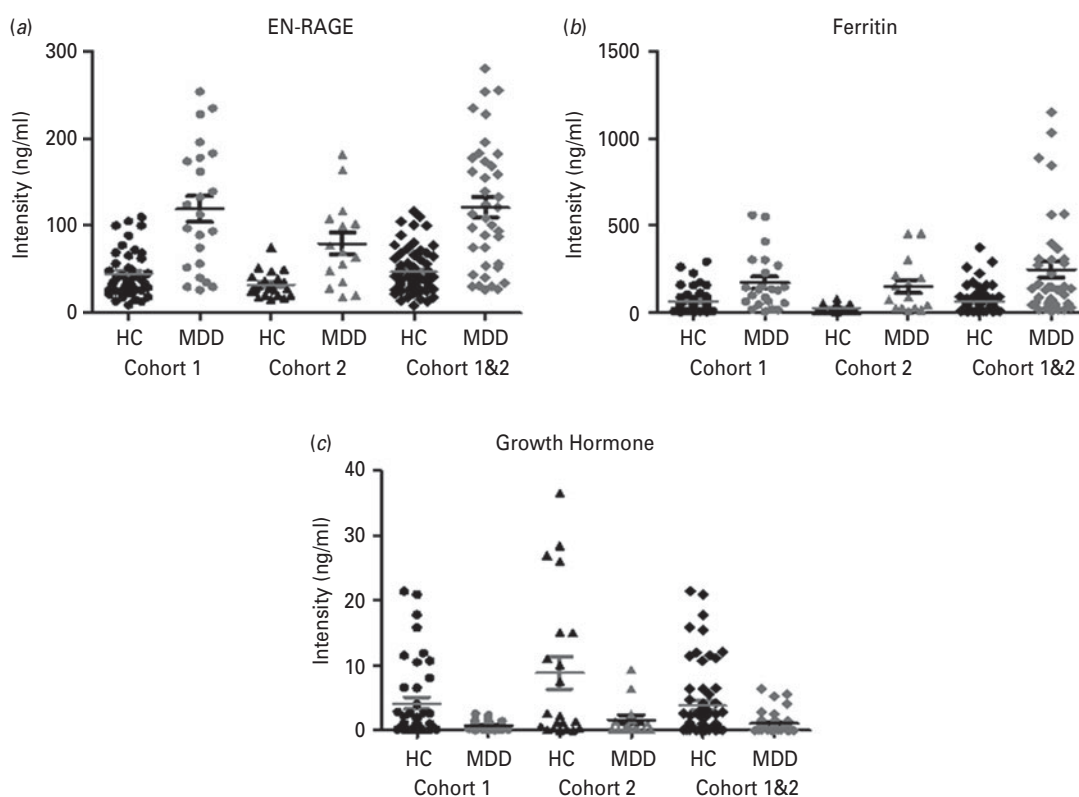 (a) EN-RAGE
Intensity (ng/ml)
300
200
100
0
HC MDD HC MDD HC MDD
Cohort 1 Cohort 2 Cohort 1&2
(b) Ferritin
Intensity (ng/ml)
1500
1000
500
0
HC MDD HC MDD HC MDD
Cohort 1 Cohort 2 Cohort 1&2
(c) Growth Hormone
Intensity (ng/ml)
40
30
20
10
0
HC MDD HC MDD HC MDD
Cohort 1 Cohort 2 Cohort 1&2